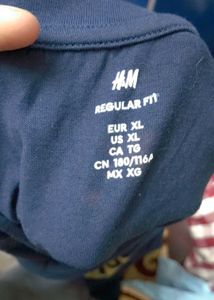 H&M
REGULAR FIT
EUR XL
US XL
CA TG
CN 180/116A
MX XG